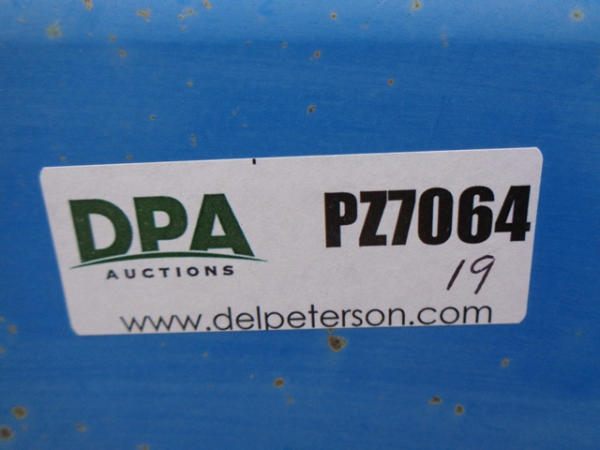 DPA PZ7064
AUCTIONS 19
www.delpeterson.com